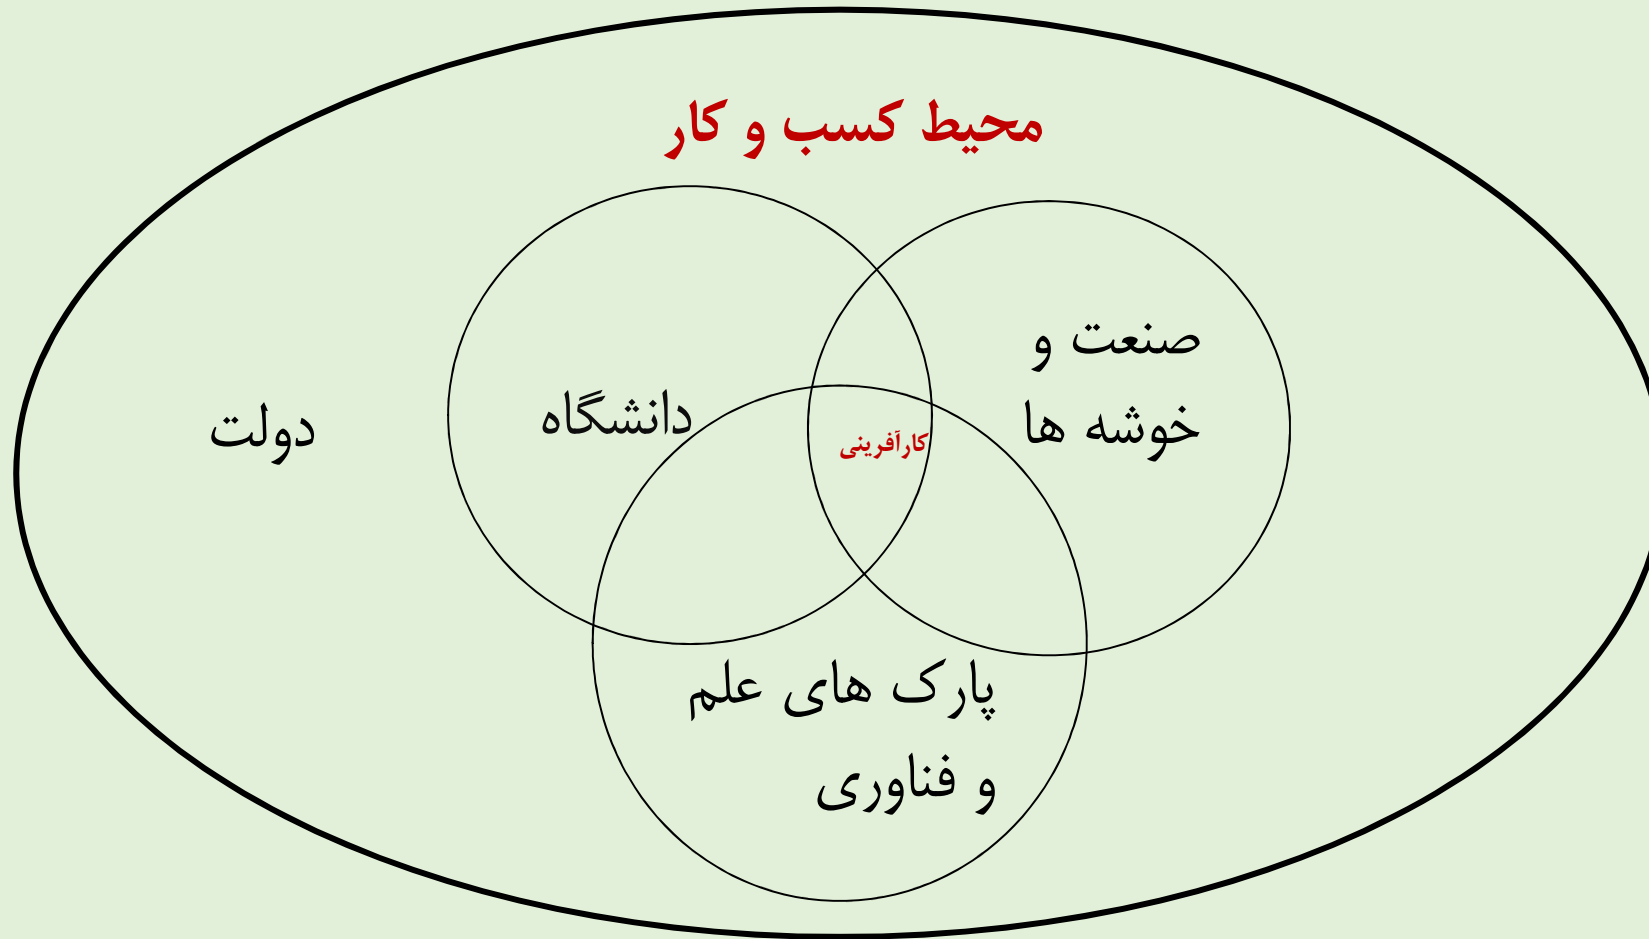 محیط کسب و کار
صنعت و
خوشه ها
دانشگاه
کارآفرینی
دولت
پارک های علم
و فناوری